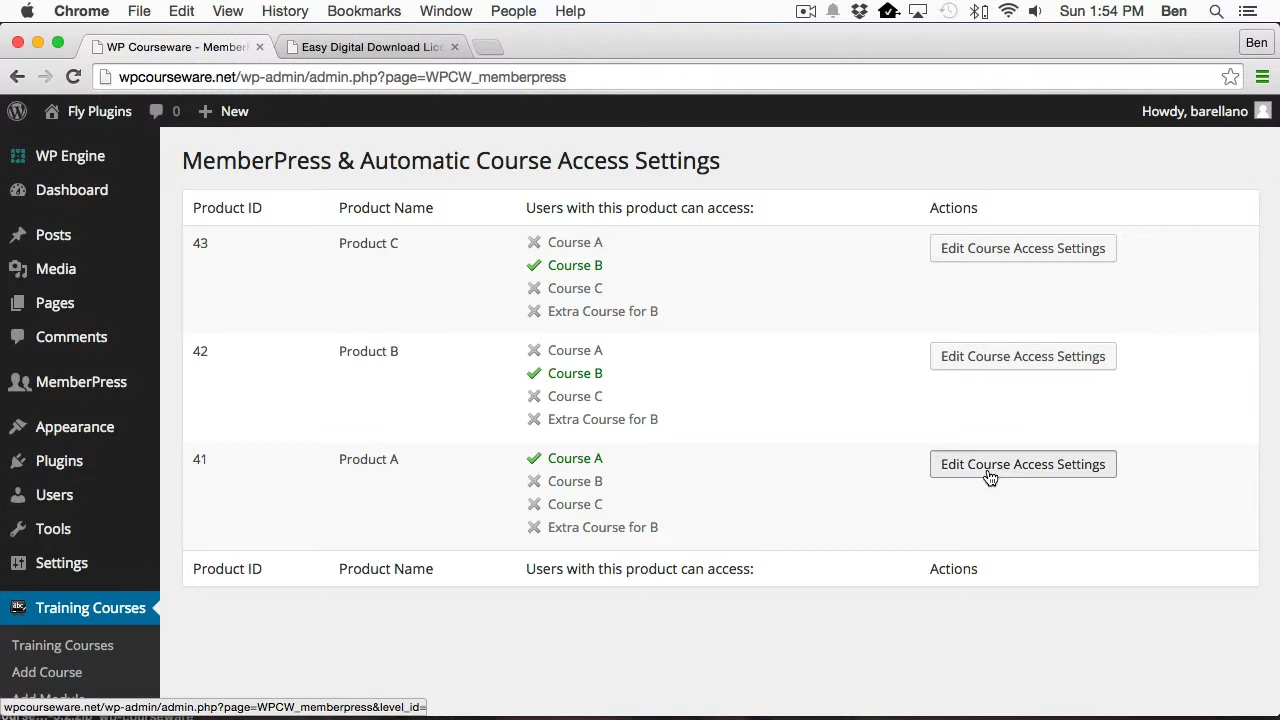 Chrome File Edit View History Bookmarks Window People Help Sun 1:54 PM Ben
WP Courseware - Member Easy Digital Download Lice Ben
wpcourseware.net/wp-admin/admin.php?page=WPCW_memberpress
Fly Plugins 0 New Howdy, barellano
WP Engine
Dashboard
Posts
Media
Pages
Comments
MemberPress
Appearance
Plugins
Users
Tools
Settings
Training Courses
Training Courses
Add Course
Add Module
MemberPress & Automatic Course Access Settings
Product ID Product Name Users with this product can access: Actions
43 Product C Course A Edit Course Access Settings
Course B
Course C
Extra Course for B
42 Product B Course A Edit Course Access Settings
Course B
Course C
Extra Course for B
41 Product A Course A Edit Course Access Settings
Course B
Course C
Extra Course for B
Product ID Product Name Users with this product can access: Actions
wpcourseware.net/wp-admin/admin.php?page=WPCW_memberpress&level_id=